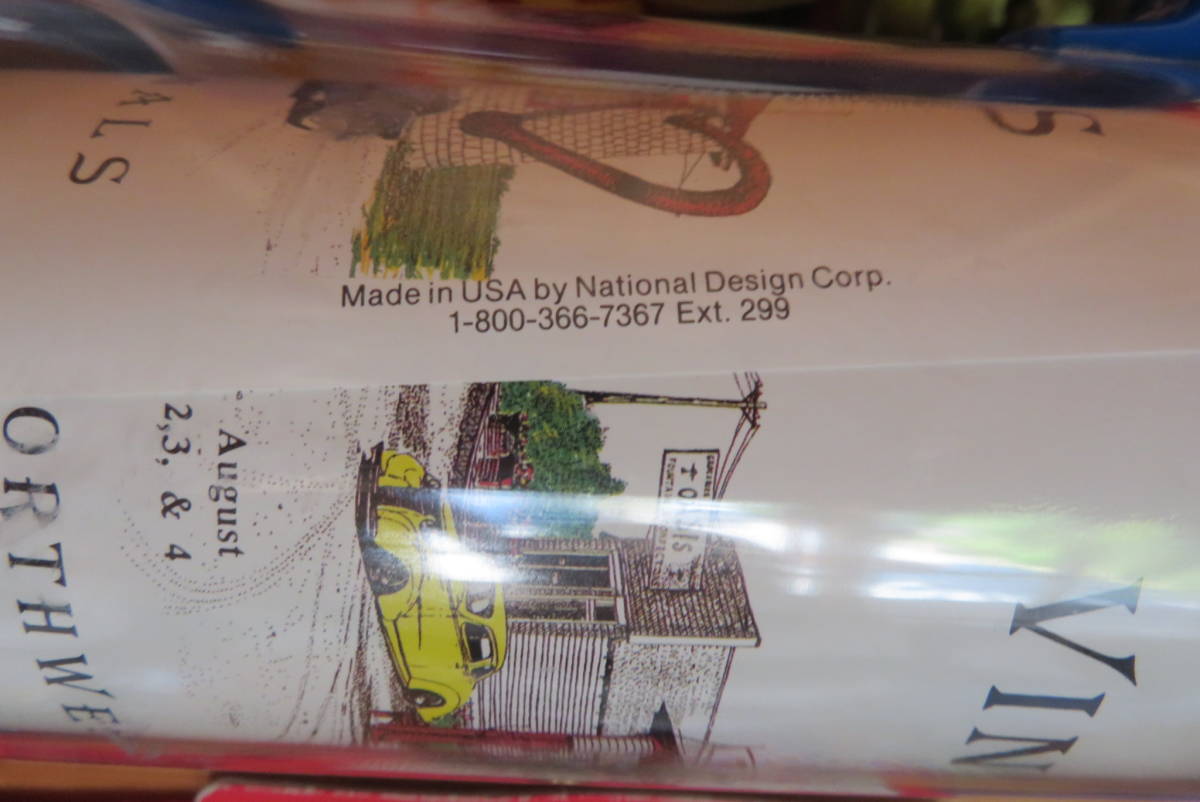 ALS
S
Made in USA by National Design Corp.
1-800-366-7367 Ext. 299
August
2,3, & 4
ORTHWE
VIN